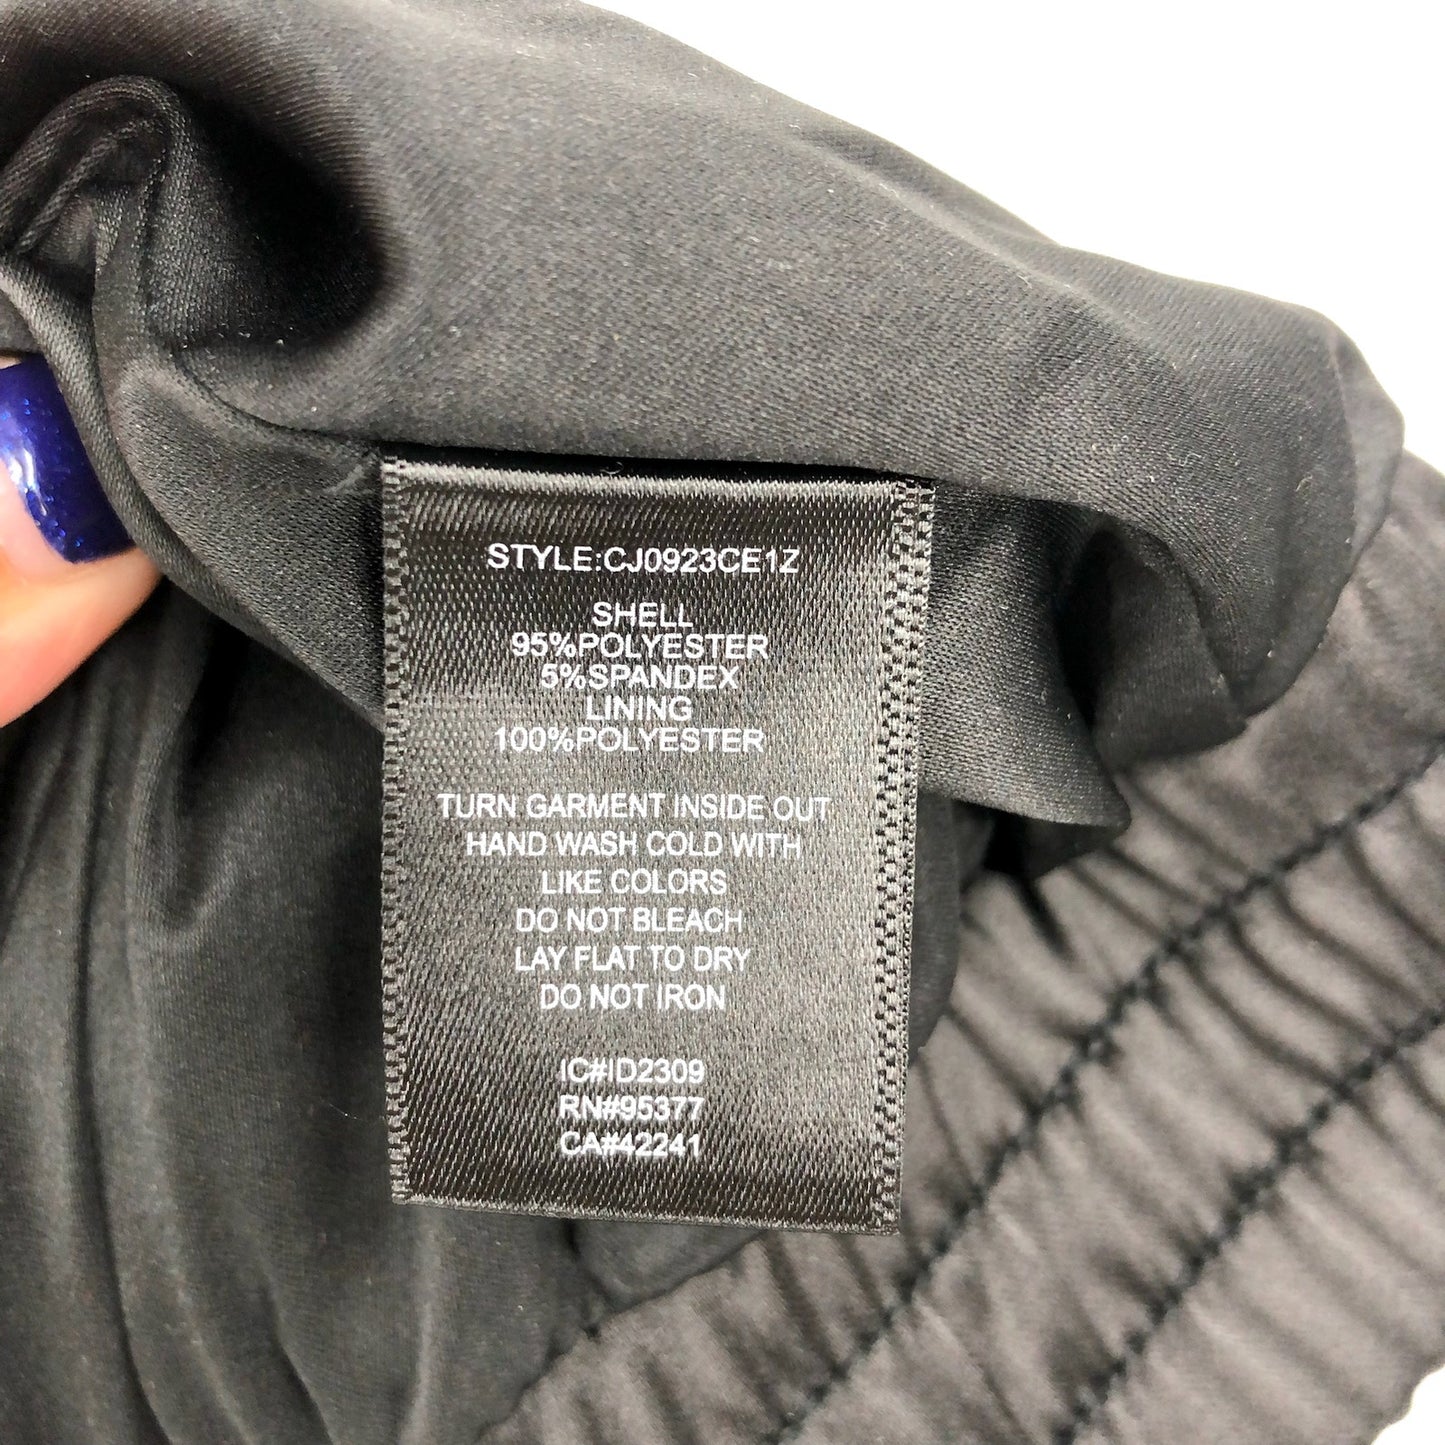 STYLE:CJ0923CE1Z
SHELL
95%POLYESTER
5%SPANDEX
LINING
100%POLYESTER
TURN GARMENT INSIDE OUT
HAND WASH COLD WITH
LIKE COLORS
DO NOT BLEACH
LAY FLAT TO DRY
DO NOT IRON
IC#ID2309
RN#95377
CA#42241